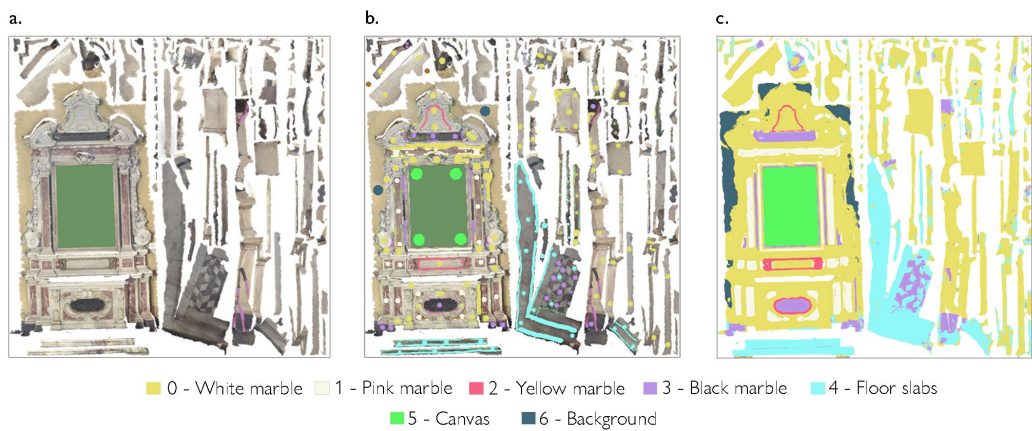 a.
b.
c.
0 - White marble
1 - Pink marble
2 - Yellow marble
3 - Black marble
4 - Floor slabs
5 - Canvas
6 - Background